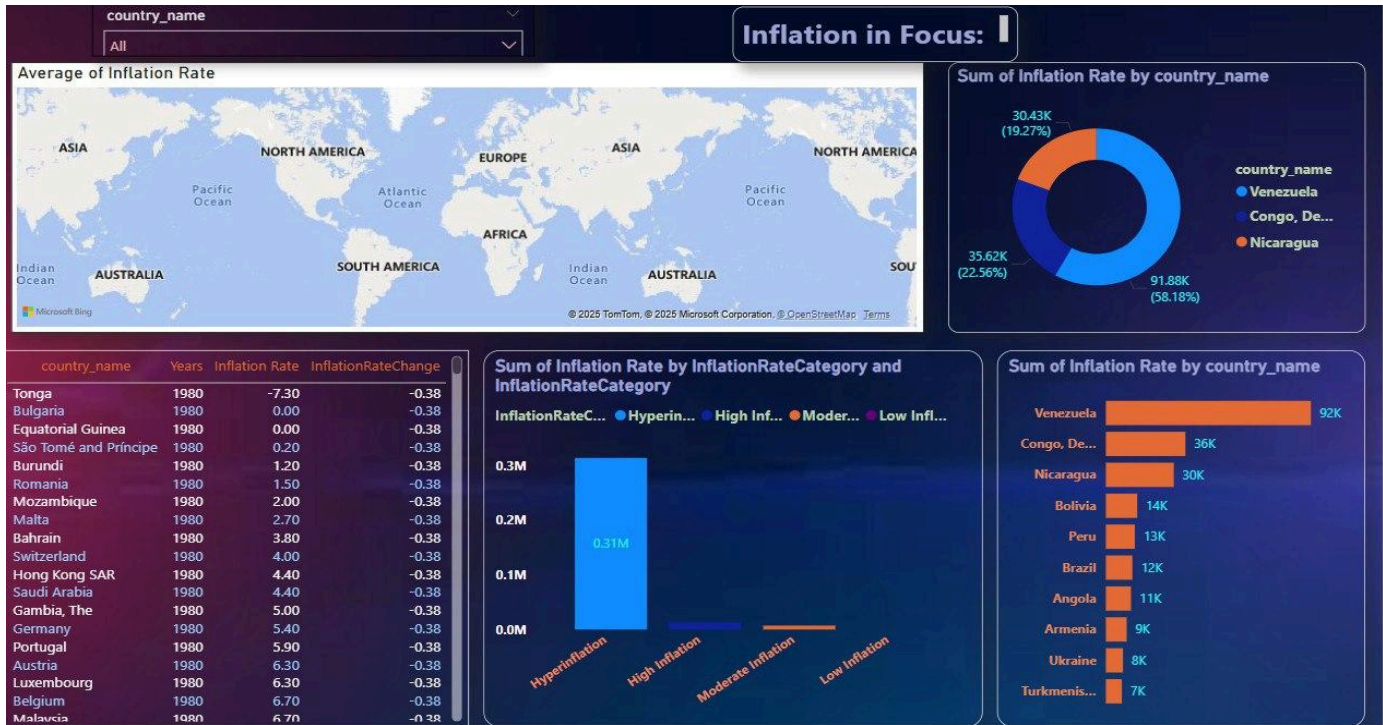 country_name
All
Inflation in Focus:
Average of Inflation Rate
ASIA
NORTH AMERICA
EUROPE
ASIA
NORTH AMERICA
Pacific
Ocean
Atlantic
Ocean
Pacific
Ocean
AFRICA
Indian
Ocean
AUSTRALIA
SOUTH AMERICA
Indian
Ocean
AUSTRALIA
SOU
Microsoft Bing
© 2025 TomTom, © 2025 Microsoft Corporation, © OpenStreetMap Terms
Sum of Inflation Rate by country_name
30.43K
(19.27%)
35.62K
(22.56%)
91.88K
(58.18%)
country_name
Venezuela
Congo, De...
Nicaragua
country_name Years Inflation Rate InflationRateChange
Tonga 1980 -7.30 -0.38
Bulgaria 1980 0.00 -0.38
Equatorial Guinea 1980 0.00 -0.38
São Tomé and Príncipe 1980 0.20 -0.38
Burundi 1980 1.20 -0.38
Romania 1980 1.50 -0.38
Mozambique 1980 2.00 -0.38
Malta 1980 2.70 -0.38
Bahrain 1980 3.80 -0.38
Switzerland 1980 4.00 -0.38
Hong Kong SAR 1980 4.40 -0.38
Saudi Arabia 1980 4.40 -0.38
Gambia, The 1980 5.00 -0.38
Germany 1980 5.40 -0.38
Portugal 1980 5.90 -0.38
Austria 1980 6.30 -0.38
Luxembourg 1980 6.30 -0.38
Belgium 1980 6.70 -0.38
Malaysia 1980 6.70 -0.38
Sum of Inflation Rate by InflationRateCategory and
InflationRateCategory
InflationRateC... Hyperin... High Inf... Moder... Low Infl...
0.3M
0.2M
0.1M
0.0M
0.31M
Hyperinflation
High Inflation
Moderate Inflation
Low Inflation
Sum of Inflation Rate by country_name
Venezuela 92K
Congo, De... 36K
Nicaragua 30K
Bolivia 14K
Peru 13K
Brazil 12K
Angola 11K
Armenia 9K
Ukraine 8K
Turkmenis... 7K